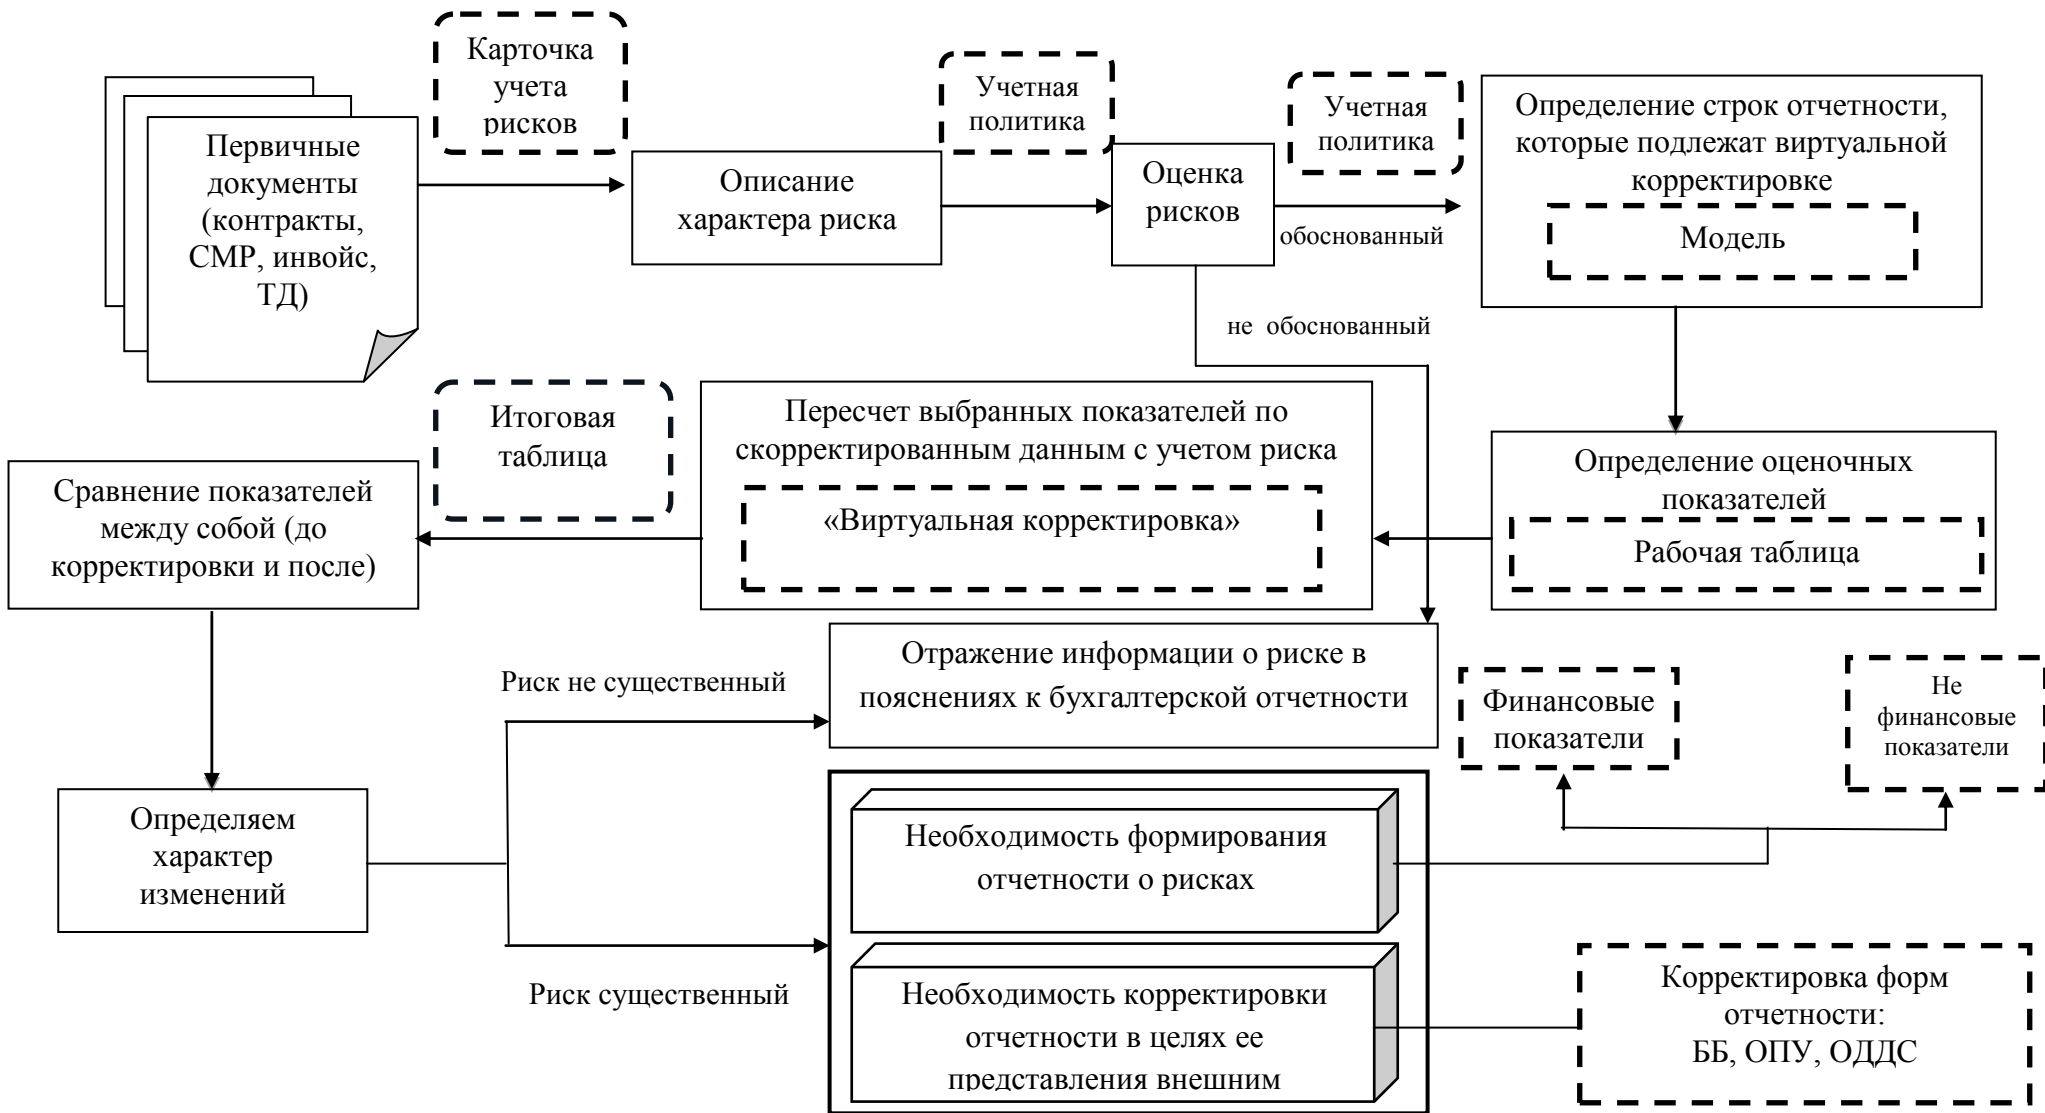 Карточка
учета
рисков
Первичные
документы
(контракты,
СМР, инвойс,
ТД)
Описание
характера риска
Учетная
политика
Оценка
рисков
Учетная
политика
обоснованный
не обоснованный
Определение строк отчетности,
которые подлежат виртуальной
корректировке
Модель
Определение оценочных
показателей
Рабочая таблица
Пересчет выбранных показателей по
скорректированным данным с учетом риска
«Виртуальная корректировка»
Итоговая
таблица
Сравнение показателей
между собой (до
корректировки и после)
Определяем
характер
изменений
Риск не существенный
Отражение информации о риске в
пояснениях к бухгалтерской отчетности
Риск существенный
Необходимость формирования
отчетности о рисках
Финансовые
показатели
Не
финансовые
показатели
Необходимость корректировки
отчетности в целях ее
представления внешним
Корректировка форм
отчетности:
ББ, ОПУ, ОДДС